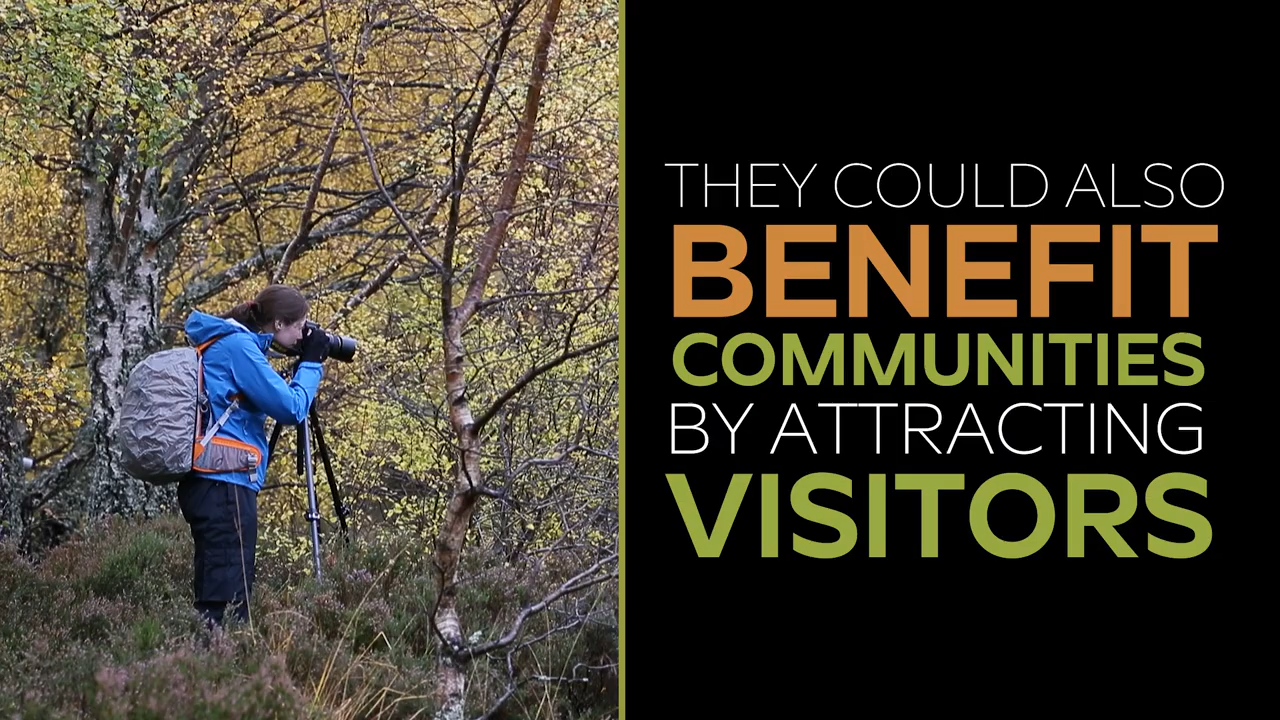 THEY COULD ALSO
BENEFIT
COMMUNITIES
BY ATTRACTING
VISITORS